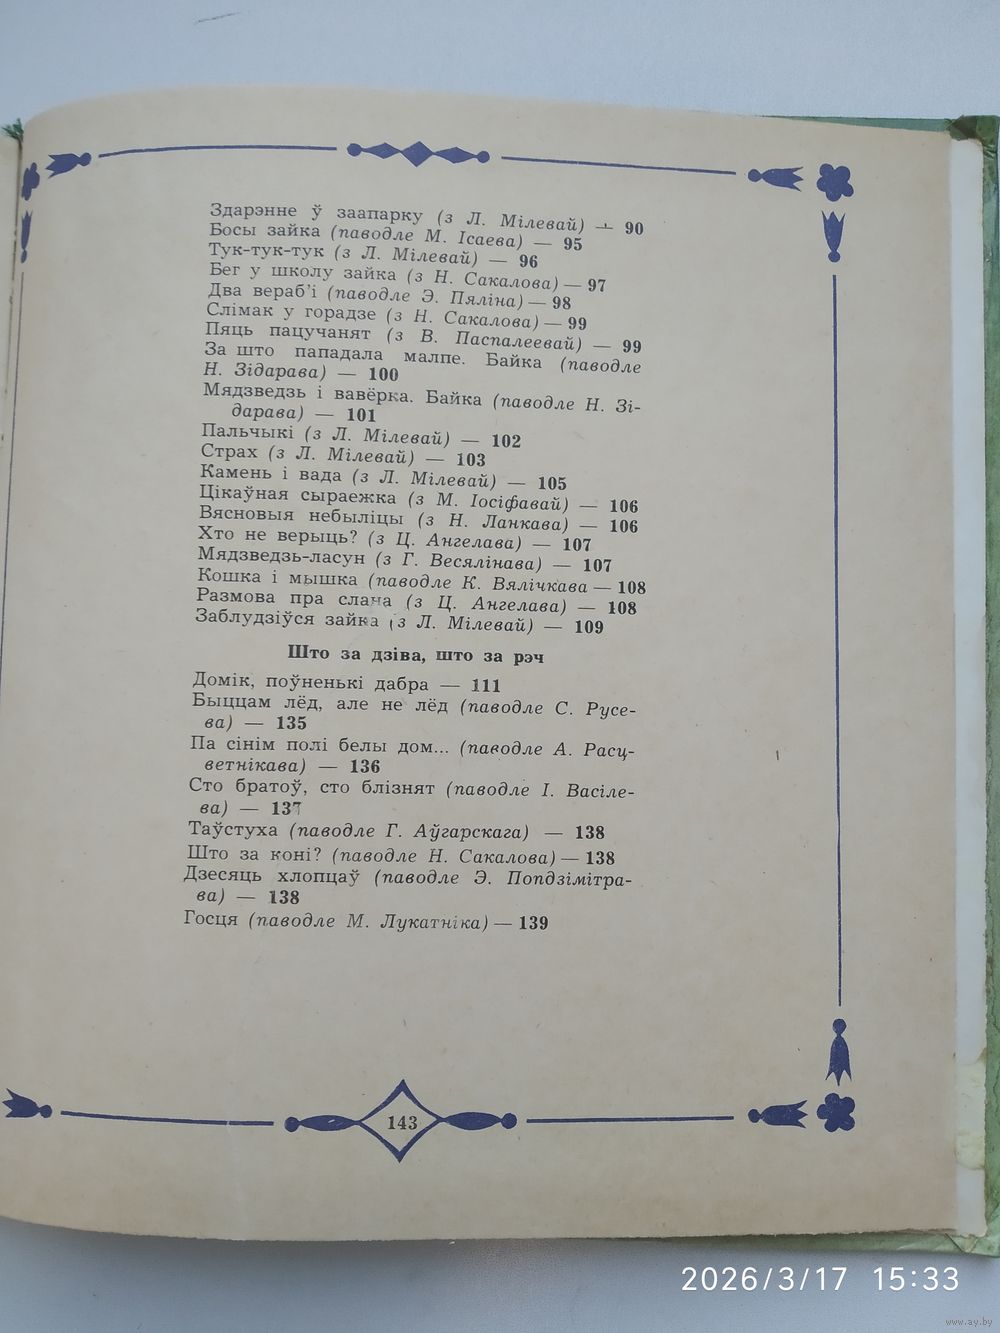 Здарэнне ў заапарку (з Л. Мілевай) — 90
Босы зайка (паводле М. Ісаева) — 95
Тук-тук-тук (з Л. Мілевай) — 96
Бег у школу зайка (з Н. Сакалова) — 97
Два вераб'і (паводле Э. Пяліна) — 98
Слімак у горадзе (з Н. Сакалова) — 99
Пяць пацучанят (з В. Паспалеевай) — 99
За што пападала малпе. Байка (паводле
Н. Зідарава) — 100
Мядзведзь і вавёрка. Байка (паводле Н. Зі-
дарава) — 101
Пальчыкі (з Л. Мілевай) — 102
Страх (з Л. Мілевай) — 103
Камень і вада (з Л. Мілевай) — 105
Цікаўная сыраежка (з М. Іосіфавай) — 106
Вясновыя небыліцы (з Н. Ланкава) — 106
Хто не верыць? (з Ц. Ангелава) — 107
Мядзведзь-ласун (з Г. Весялінава) — 107
Кошка і мышка (паводле К. Вялічкава — 108
Размова пра слана (з Ц. Ангелава) — 108
Заблудзіўся зайка (з Л. Мілевай) — 109
Што за дзіва, што за рэч
Домік, поўненькі дабра — 111
Быццам лёд, але не лёд (паводле С. Русе-
ва) — 135
Па сінім полі белы дом... (паводле А. Расц-
ветнікава) — 136
Сто братоў, сто блізнят (паводле І. Васіле-
ва) — 137
Таўстуха (паводле Г. Аўгарскага) — 138
Што за коні? (паводле Н. Сакалова) — 138
Дзесяць хлопцаў (паводле Э. Попдзімітра-
ва) — 138
Госця (паводле М. Лукатніка) — 139
143
2026/3/17 15:33
www.ay.by